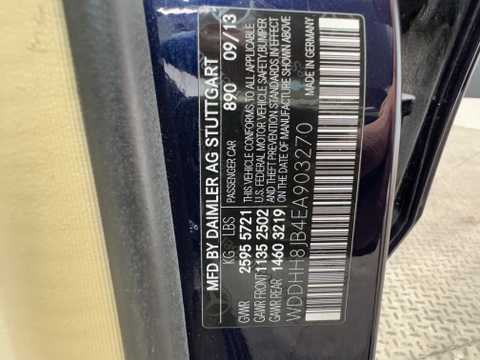 MFD BY DAIMLER AG STUTTGART
PASSENGER CAR 890 09/13
KG LBS
GVWR 2595 5721
GAWR FRONT 1135 2502
GAWR REAR 1460 3219
THIS VEHICLE CONFORMS TO ALL APPLICABLE
U.S. FEDERAL MOTOR VEHICLE SAFETY, BUMPER
AND THEFT PREVENTION STANDARDS IN EFFECT
ON THE DATE OF MANUFACTURE SHOWN ABOVE
WDDHH8JB4EA903270
MADE IN GERMANY